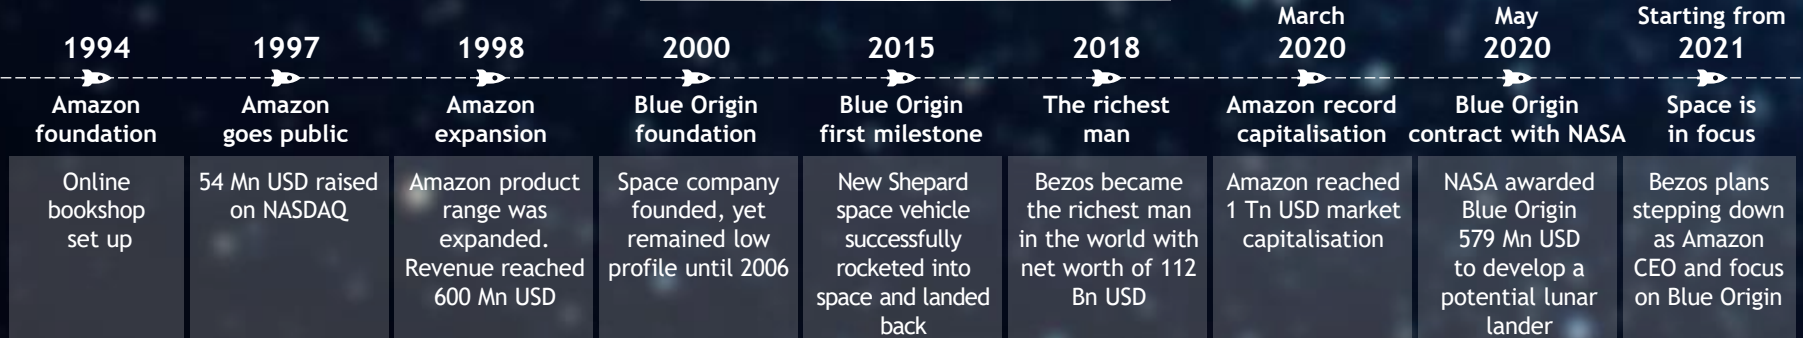 1994
Amazon
foundation
Online
bookshop
set up
1997
Amazon
goes public
54 Mn USD raised
on NASDAQ
1998
Amazon
expansion
Amazon product
range was
expanded.
Revenue reached
600 Mn USD
2000
Blue Origin
foundation
Space company
founded, yet
remained low
profile until 2006
2015
Blue Origin
first milestone
New Shepard
space vehicle
successfully
rocketed into
space and landed
back
2018
The richest
man
Bezos became
the richest man
in the world with
net worth of 112
Bn USD
March
2020
Amazon record
capitalisation
Amazon reached
1 Tn USD market
capitalisation
May
2020
Blue Origin
contract with NASA
NASA awarded
Blue Origin
579 Mn USD
to develop a
potential lunar
lander
Starting from
2021
Space is
in focus
Bezos plans
stepping down
as Amazon
CEO and focus
on Blue Origin